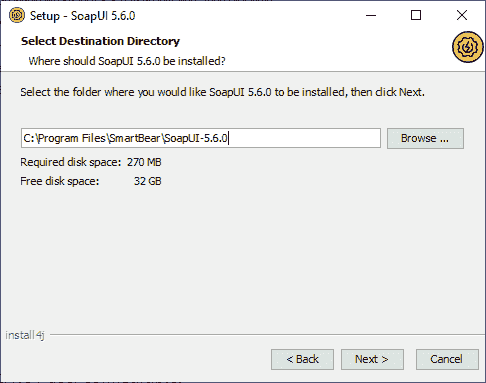 Setup - SoapUI 5.6.0
Select Destination Directory
Where should SoapUI 5.6.0 be installed?
Select the folder where you would like SoapUI 5.6.0 to be installed, then click Next.
C:\Program Files\SmartBear\SoapUI-5.6.0
Browse ...
Required disk space: 270 MB
Free disk space: 32 GB
install4j
< Back
Next >
Cancel